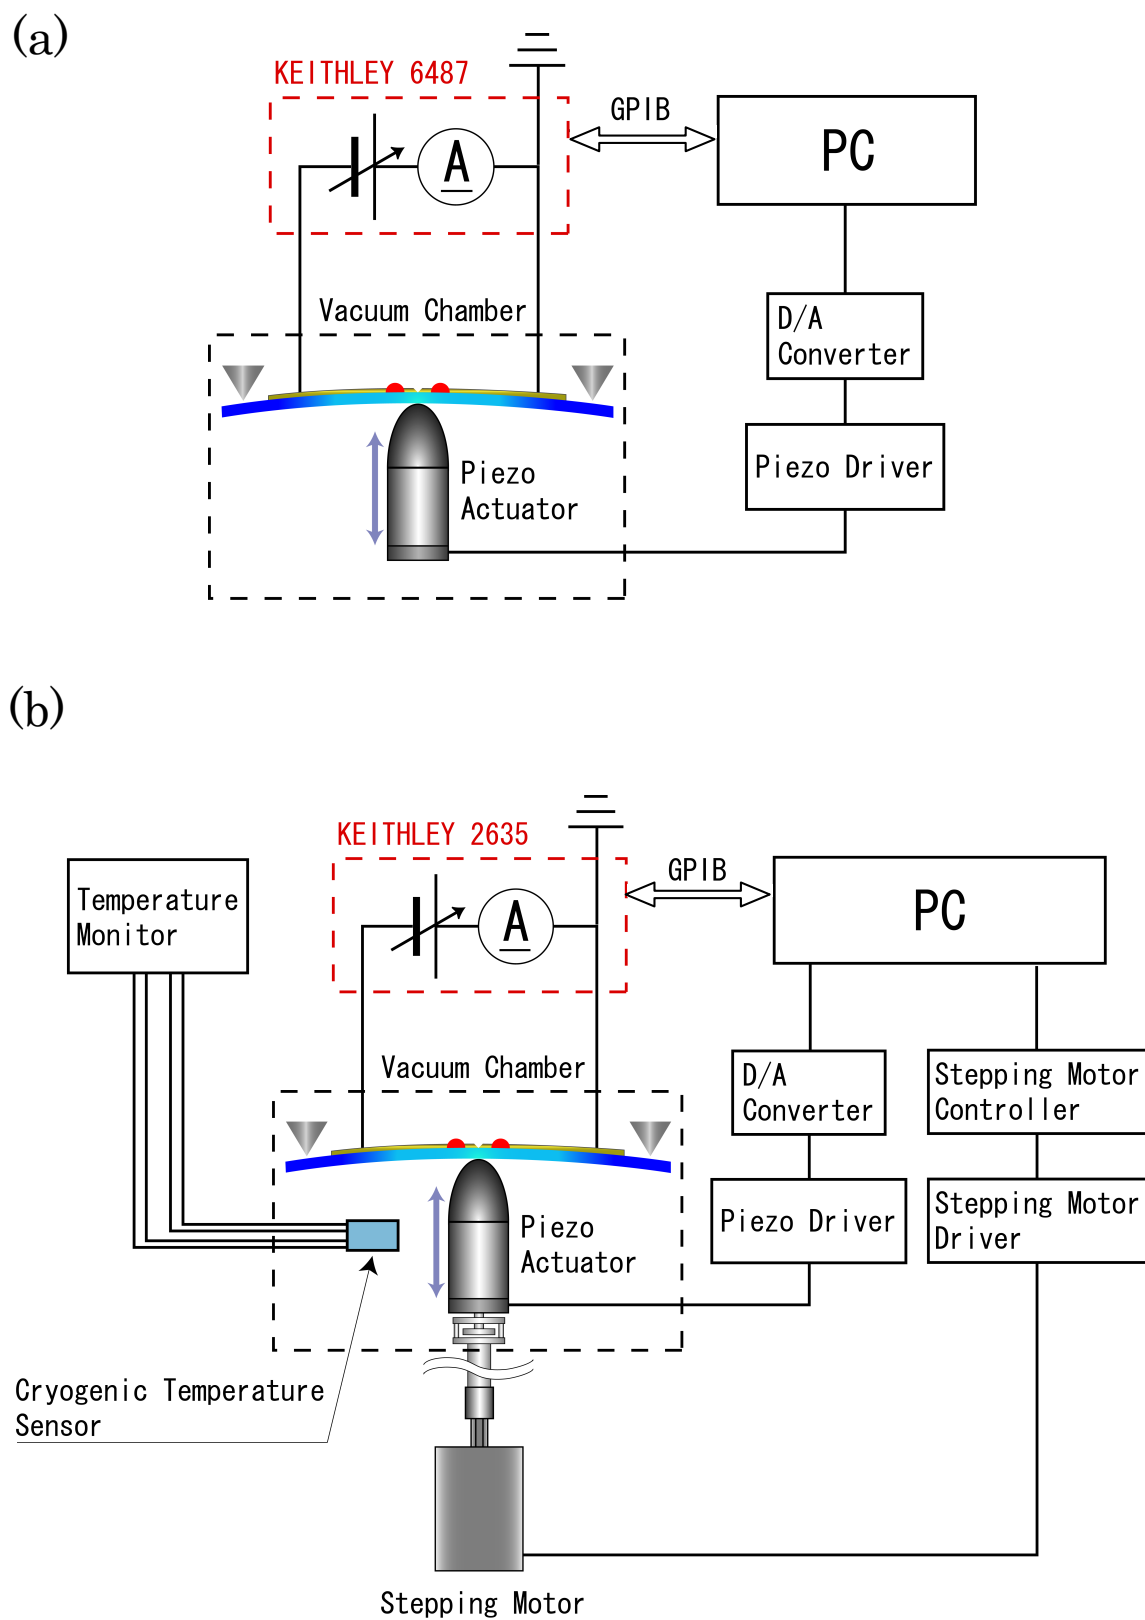 (a)
KEITHLEY 6487
GPIB
PC
A
Vacuum Chamber
D/A
Converter
Piezo Driver
Piezo
Actuator
(b)
KEITHLEY 2635
GPIB
Temperature
Monitor
PC
A
Vacuum Chamber
D/A
Converter
Stepping Motor
Controller
Piezo Driver
Stepping Motor
Driver
Piezo
Actuator
Cryogenic Temperature
Sensor
Stepping Motor